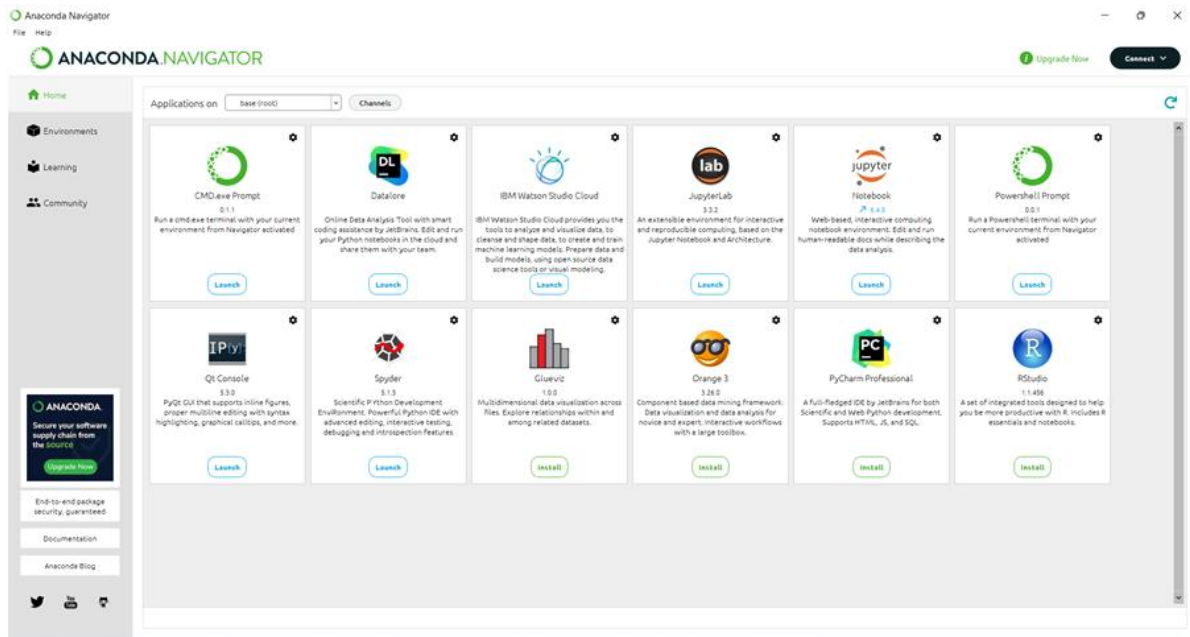 Anaconda Navigator
File Help
ANACONDA.NAVIGATOR
Upgrade Now
Connect
Home
Environments
Learning
Community
Applications on base (root) Channels
DL
lab
jupyter
CMD.exe Prompt
0.1.1
Run a cmd.exe terminal with your current
environment from Navigator activated
Launch
Datalore
Online Data Analysis Tool with smart
coding assistance by JetBrains. Edit and run
your Python notebooks in the cloud and
share them with your team.
Launch
IBM Watson Studio Cloud
IBM Watson Studio Cloud provides you the
tools to analyze and visualize data, to
cleanse and shape data, to create and train
machine learning models. Prepare data and
build models, using open source data
science tools or visual modeling.
Launch
JupyterLab
3.3.2
An extensible environment for interactive
and reproducible computing, based on the
Jupyter Notebook and Architecture.
Launch
Notebook
6.4.8
Web-based, interactive computing
notebook environment. Edit and run
human-readable docs while describing the
data analysis.
Launch
Powershell Prompt
0.0.1
Run a Powershell terminal with your
current environment from Navigator
activated
Launch
IP[y]:
Qt Console
5.3.0
PyQt GUI that supports inline figures,
proper multiline editing with syntax
highlighting, graphical calltips, and more.
Launch
Spyder
5.1.5
Scientific PYthon Development
EnviRonment. Powerful Python IDE with
advanced editing, interactive testing,
debugging and introspection features
Launch
Glueviz
1.0.0
Multidimensional data visualization across
files. Explore relationships within and
among related datasets.
Install
Orange 3
3.26.0
Component based data mining framework.
Data visualization and data analysis for
novice and expert. Interactive workflows
with a large toolbox.
Install
PC
PyCharm Professional
A full-fledged IDE by JetBrains for both
Scientific and Web Python development.
Supports HTML, JS, and SQL.
Install
R
RStudio
1.1.456
A set of integrated tools designed to help
you be more productive with R. Includes R
essentials and notebooks.
Install
ANACONDA.
Secure your software
supply chain from
the source
Upgrade Now
End-to-end package
security, guaranteed
Documentation
Anaconda Blog
You
Tube